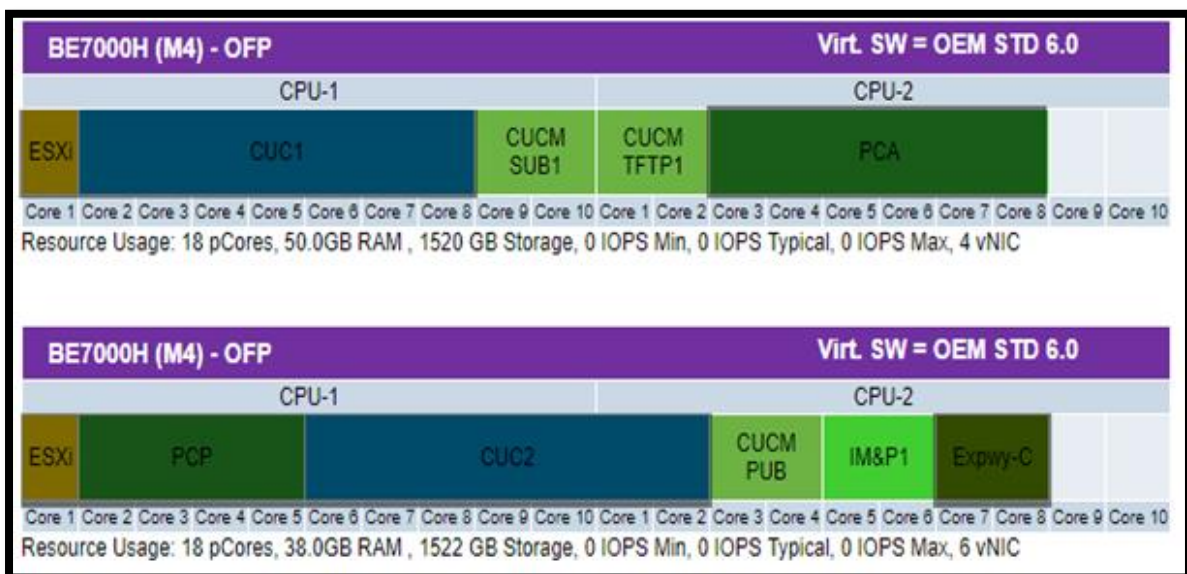 BE7000H (M4) - OFP Virt. SW = OEM STD 6.0
CPU-1 CPU-2
ESXi CUC1 CUCM SUB1 CUCM TFTP1 PCA
Core 1 Core 2 Core 3 Core 4 Core 5 Core 6 Core 7 Core 8 Core 9 Core 10 Core 1 Core 2 Core 3 Core 4 Core 5 Core 6 Core 7 Core 8 Core 9 Core 10
Resource Usage: 18 pCores, 50.0GB RAM , 1520 GB Storage, 0 IOPS Min, 0 IOPS Typical, 0 IOPS Max, 4 vNIC
BE7000H (M4) - OFP Virt. SW = OEM STD 6.0
CPU-1 CPU-2
ESXi PCP CUC2 CUCM PUB IM&P1 Expwy-C
Core 1 Core 2 Core 3 Core 4 Core 5 Core 6 Core 7 Core 8 Core 9 Core 10 Core 1 Core 2 Core 3 Core 4 Core 5 Core 6 Core 7 Core 8 Core 9 Core 10
Resource Usage: 18 pCores, 38.0GB RAM , 1522 GB Storage, 0 IOPS Min, 0 IOPS Typical, 0 IOPS Max, 6 vNIC